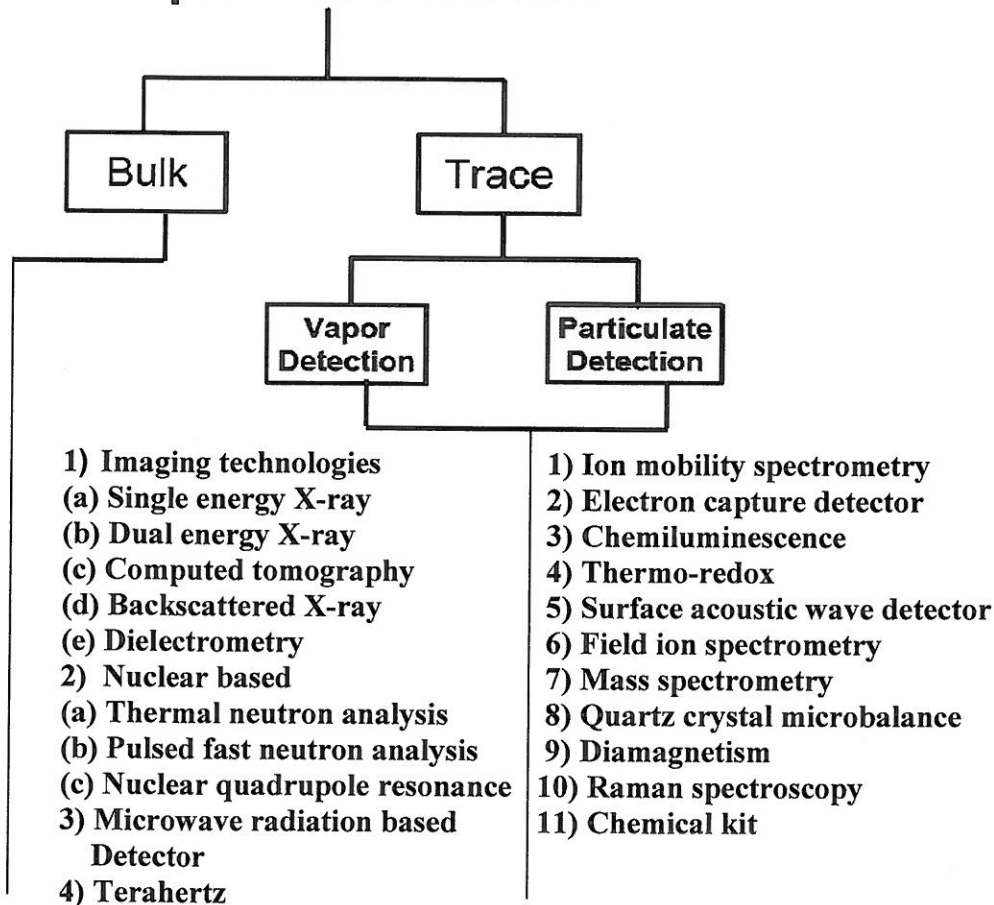 Bulk
Trace
Vapor
Detection
Particulate
Detection
1) Imaging technologies
(a) Single energy X-ray
(b) Dual energy X-ray
(c) Computed tomography
(d) Backscattered X-ray
(e) Dielectrometry
2) Nuclear based
(a) Thermal neutron analysis
(b) Pulsed fast neutron analysis
(c) Nuclear quadrupole resonance
3) Microwave radiation based
Detector
4) Terahertz
1) Ion mobility spectrometry
2) Electron capture detector
3) Chemiluminescence
4) Thermo-redox
5) Surface acoustic wave detector
6) Field ion spectrometry
7) Mass spectrometry
8) Quartz crystal microbalance
9) Diamagnetism
10) Raman spectroscopy
11) Chemical kit